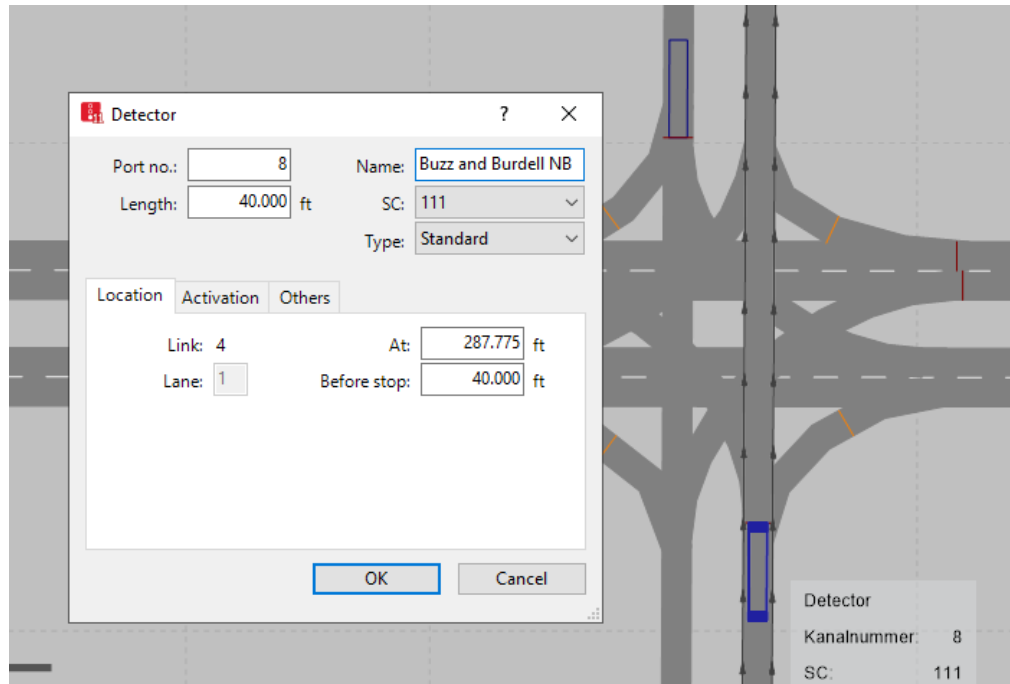 Detector ?
Port no.: 8 Name: Buzz and Burdell NB
Length: 40.000 ft SC: 111
Type: Standard
Location Activation Others
Link: 4 At: 287.775 ft
Lane: 1 Before stop: 40.000 ft
OK Cancel
Detector
Kanalnummer: 8
SC: 111